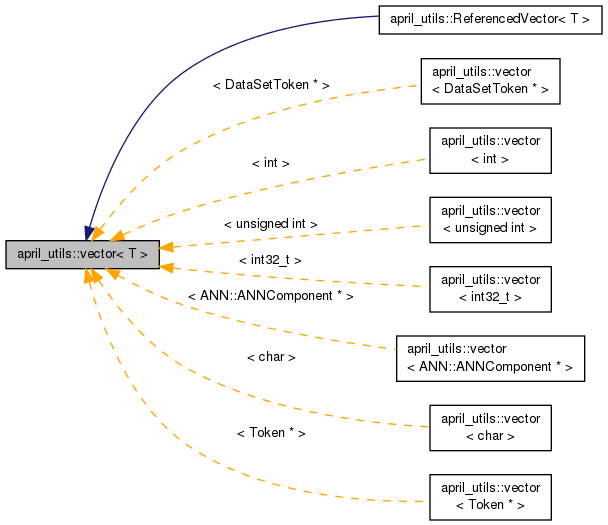 april_utils::ReferencedVector< T >
april_utils::vector
< DataSetToken * >
< DataSetToken * >
april_utils::vector
< int >
< int >
april_utils::vector
< unsigned int >
< unsigned int >
april_utils::vector< T >
april_utils::vector
< int32_t >
< int32_t >
april_utils::vector
< ANN::ANNComponent * >
< ANN::ANNComponent * >
april_utils::vector
< char >
< char >
april_utils::vector
< Token * >
< Token * >